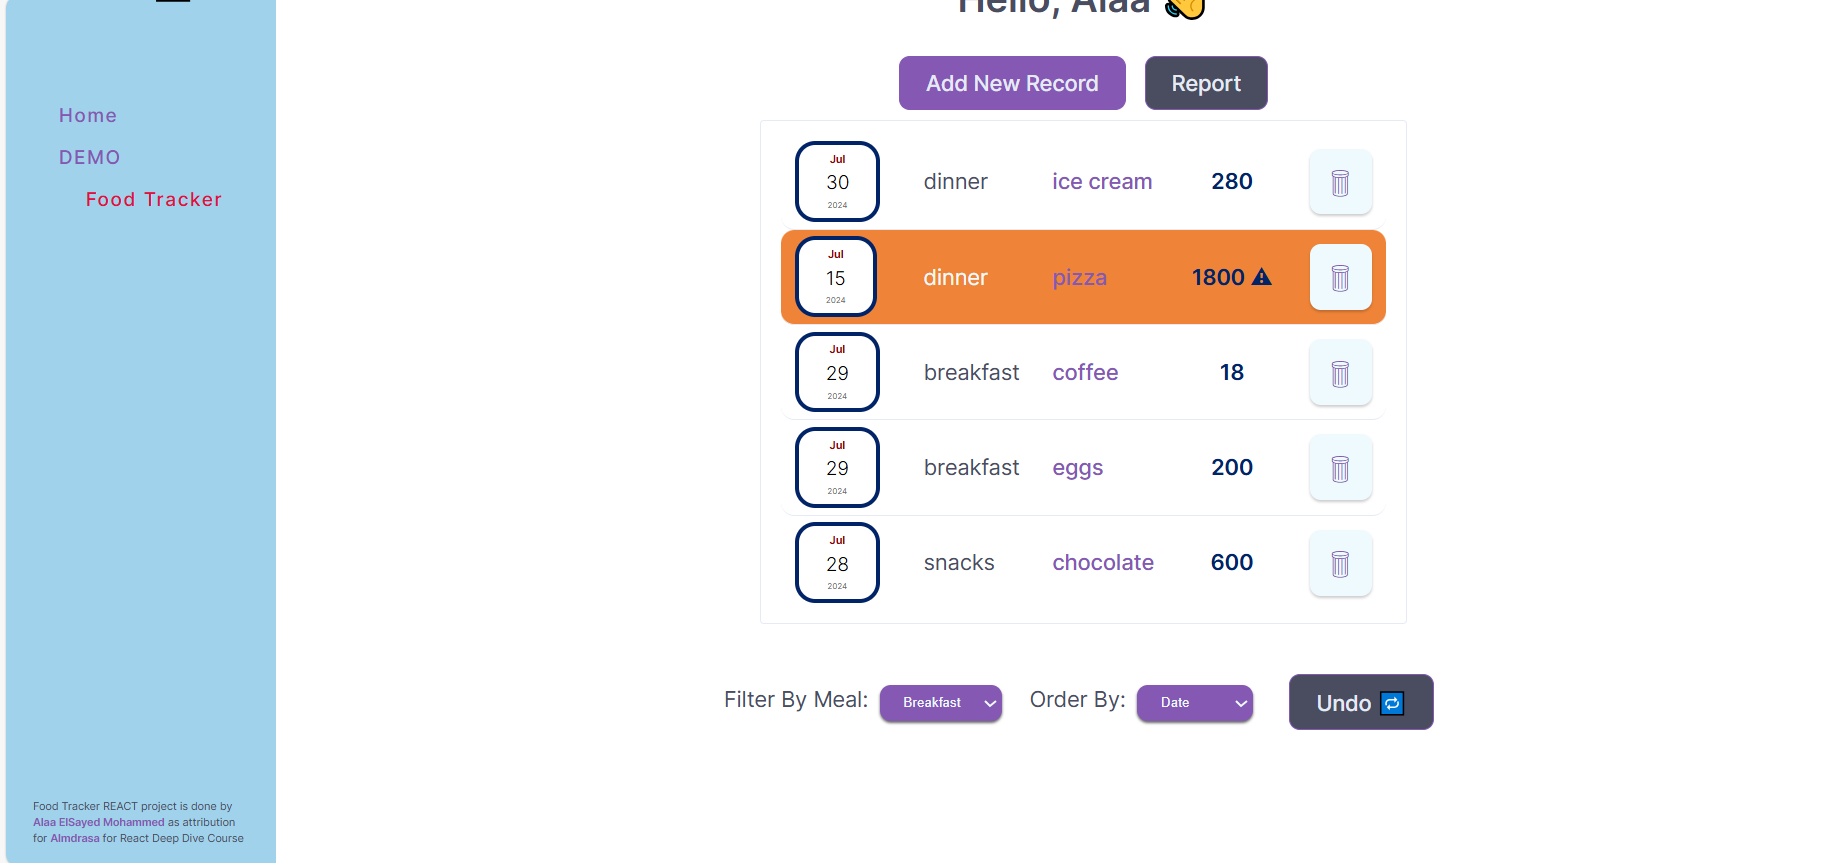 Hello, Alaa 👋
Add New Record
Report
Home
DEMO
Food Tracker
Jul
30
2024
dinner ice cream 280
Jul
15
2024
dinner pizza 1800 ⚠
Jul
29
2024
breakfast coffee 18
Jul
29
2024
breakfast eggs 200
Jul
28
2024
snacks chocolate 600
Filter By Meal: Breakfast Order By: Date Undo 🔁
Food Tracker REACT project is done by
Alaa ElSayed Mohammed as attribution
for Almdrasa for React Deep Dive Course